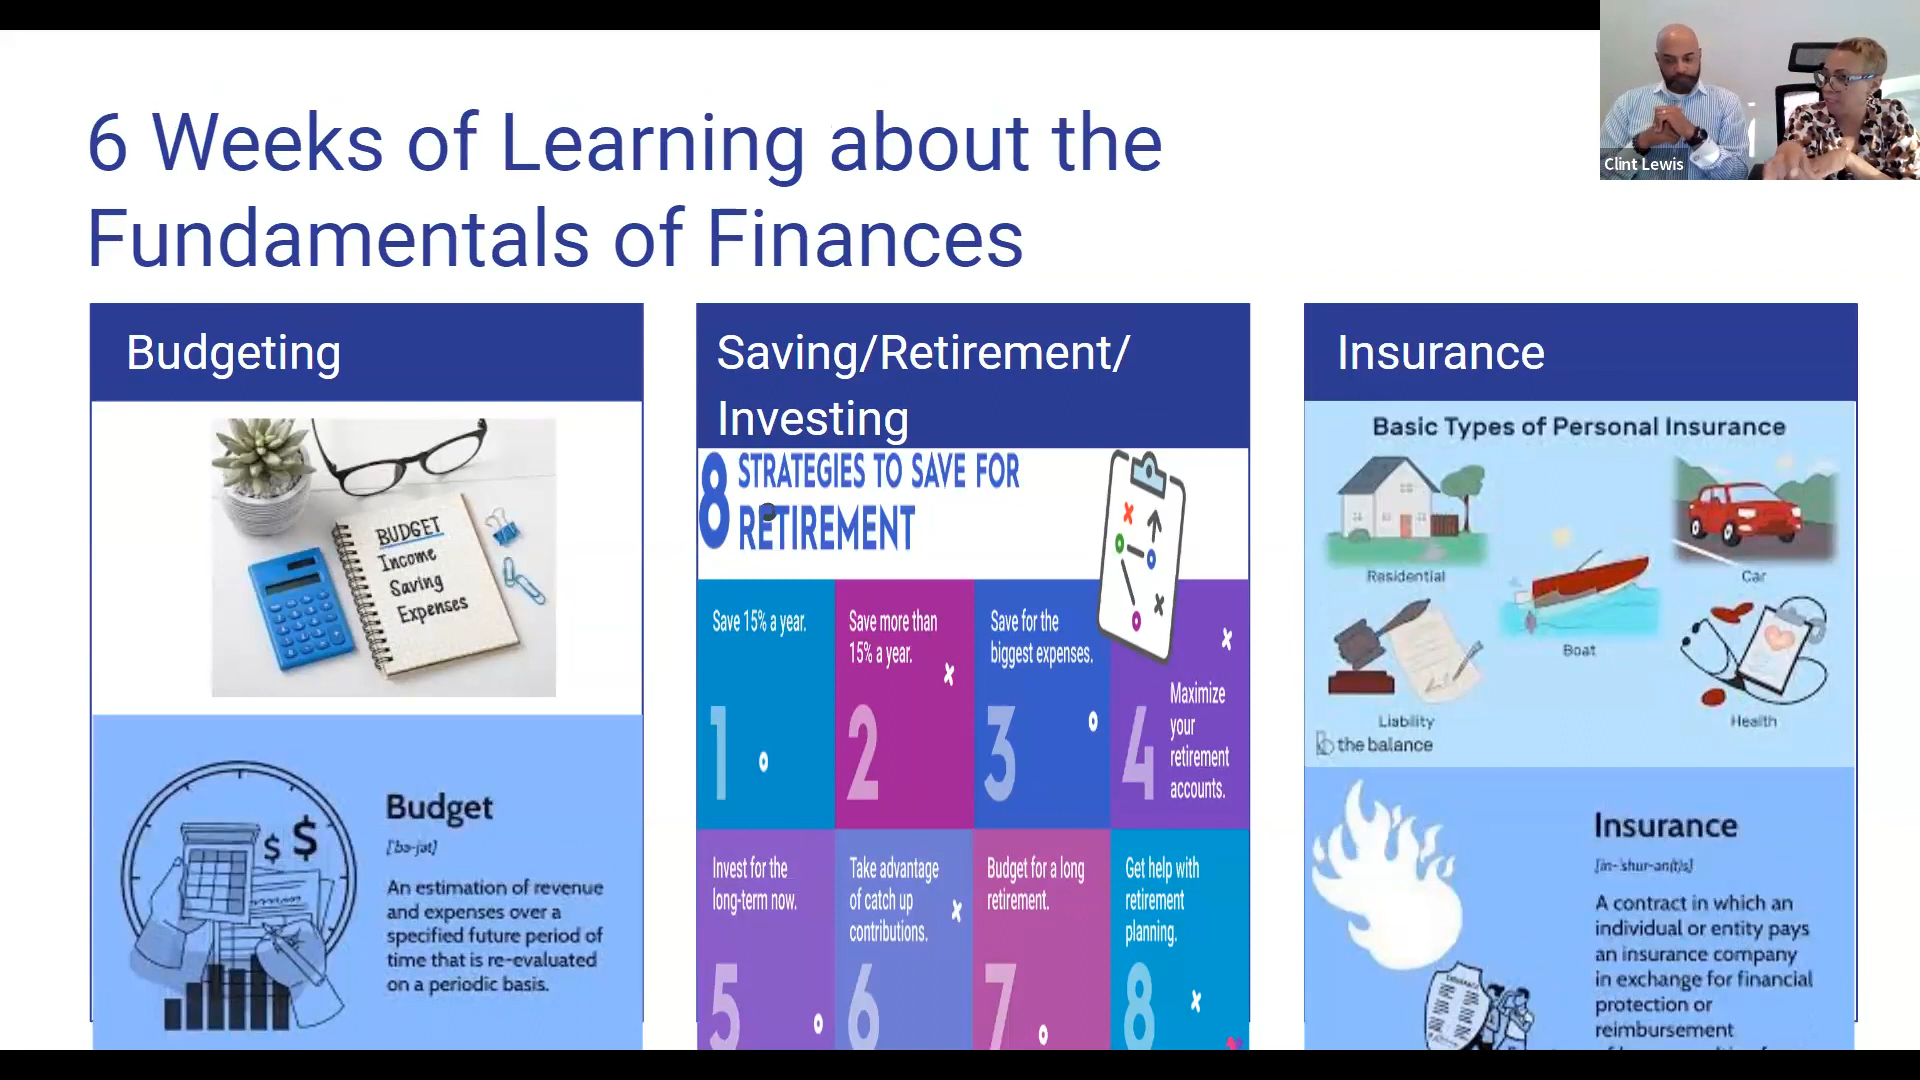 6 Weeks of Learning about the
Fundamentals of Finances
Clint Lewis
Budgeting
BUDGET
Income
Saving
Expenses
Budget
['bə-jət]
An estimation of revenue
and expenses over a
specified future period of
time that is re-evaluated
on a periodic basis.
Saving/Retirement/
Investing
8 STRATEGIES TO SAVE FOR
RETIREMENT
Save 15% a year.
1
Save more than
15% a year.
2
Save for the
biggest expenses.
3
Maximize
your
retirement
accounts.
4
Invest for the
long-term now.
5
Take advantage
of catch up
contributions.
6
Budget for a long
retirement.
7
Get help with
retirement
planning.
8
Insurance
Basic Types of Personal Insurance
Residential
Car
Boat
Liability
Health
the balance
Insurance
[in-'shur-ən(t)s]
A contract in which an
individual or entity pays
an insurance company
in exchange for financial
protection or
reimbursement